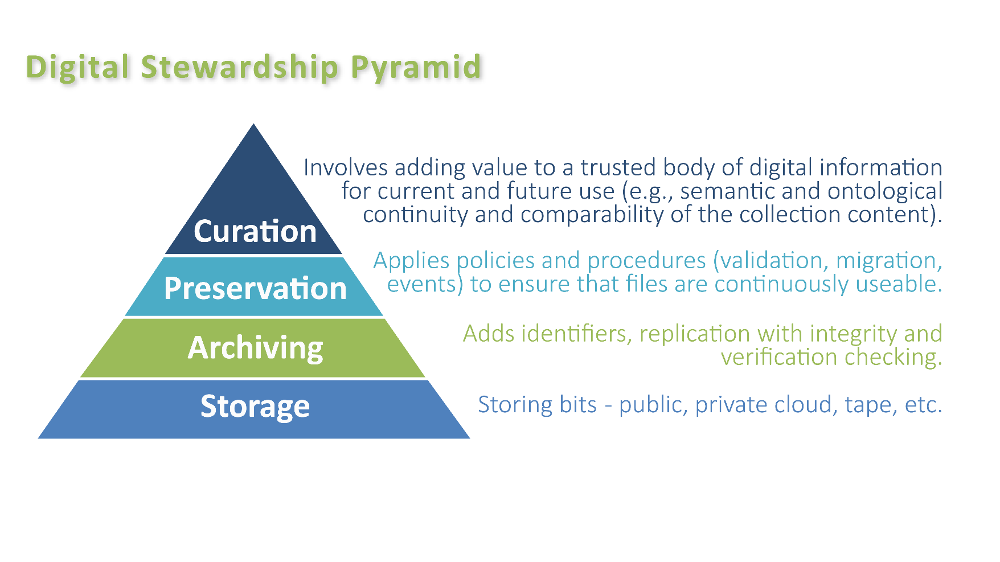 Digital Stewardship Pyramid
Involves adding value to a trusted body of digital information
for current and future use (e.g., semantic and ontological
continuity and comparability of the collection content).
Curation
Applies policies and procedures (validation, migration,
events) to ensure that files are continuously useable.
Preservation
Adds identifiers, replication with integrity and
verification checking.
Archiving
Storing bits - public, private cloud, tape, etc.
Storage